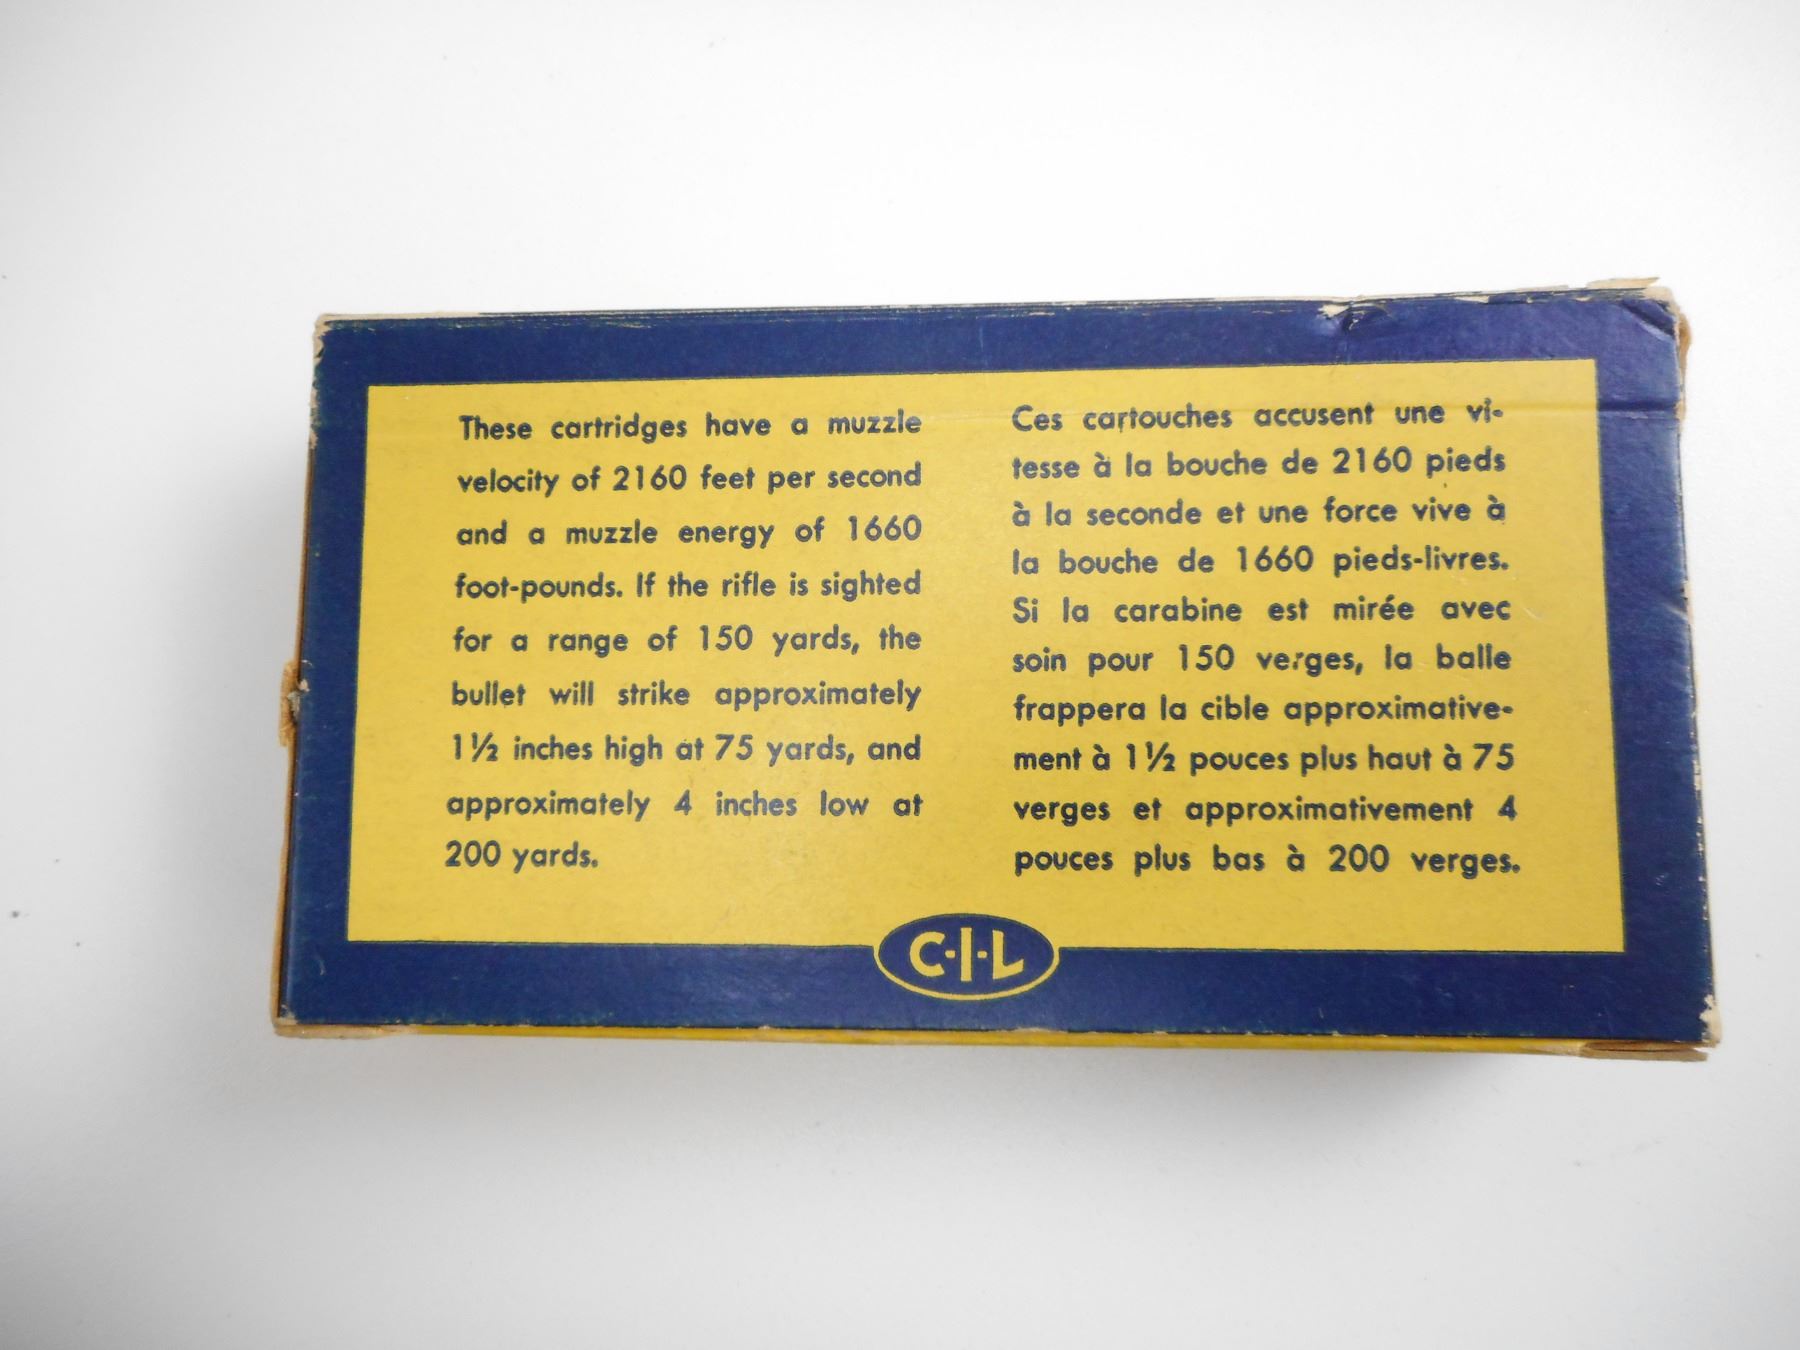 These cartridges have a muzzle
velocity of 2160 feet per second
and a muzzle energy of 1660
foot-pounds. If the rifle is sighted
for a range of 150 yards, the
bullet will strike approximately
1½ inches high at 75 yards, and
approximately 4 inches low at
200 yards.
Ces cartouches accusent une vi-
tesse à la bouche de 2160 pieds
à la seconde et une force vive à
la bouche de 1660 pieds-livres.
Si la carabine est mirée avec
soin pour 150 verges, la balle
frappera la cible approximative-
ment à 1½ pouces plus haut à 75
verges et approximativement 4
pouces plus bas à 200 verges.
C-I-L